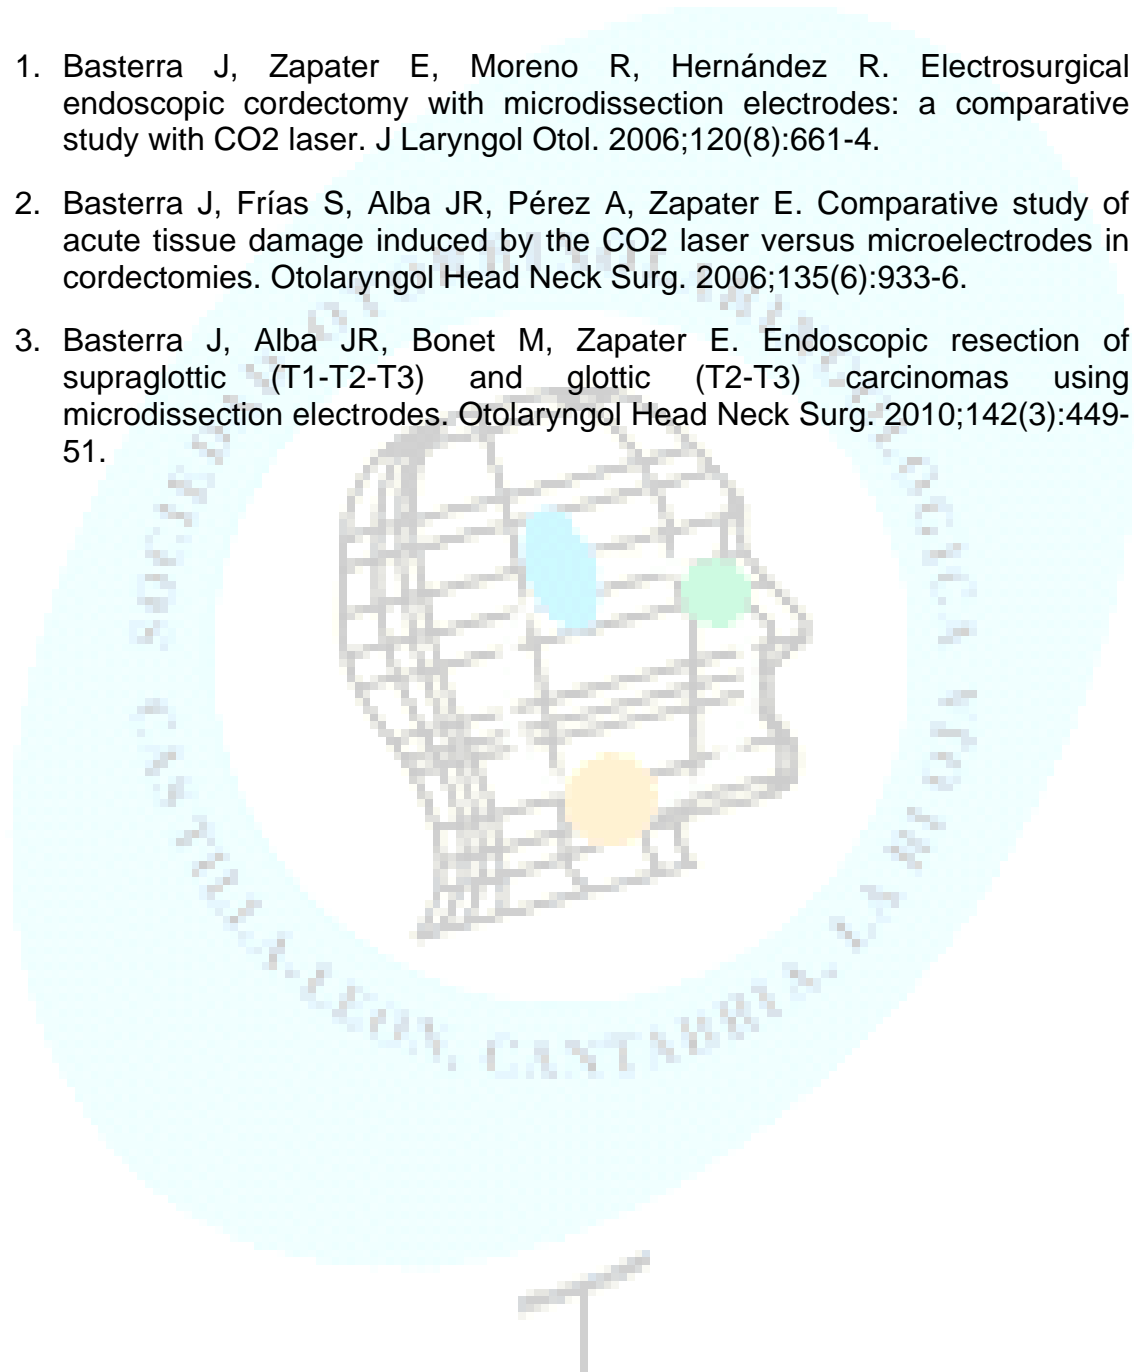 1. Basterra J, Zapater E, Moreno R, Hernández R. Electrosurgical
endoscopic cordectomy with microdissection electrodes: a comparative
study with CO2 laser. J Laryngol Otol. 2006;120(8):661-4.
2. Basterra J, Frías S, Alba JR, Pérez A, Zapater E. Comparative study of
acute tissue damage induced by the CO2 laser versus microelectrodes in
cordectomies. Otolaryngol Head Neck Surg. 2006;135(6):933-6.
3. Basterra J, Alba JR, Bonet M, Zapater E. Endoscopic resection of
supraglottic (T1-T2-T3) and glottic (T2-T3) carcinomas using
microdissection electrodes. Otolaryngol Head Neck Surg. 2010;142(3):449-
51.
CASTILLA-LEON, CANTABRIA, LA RIOJA